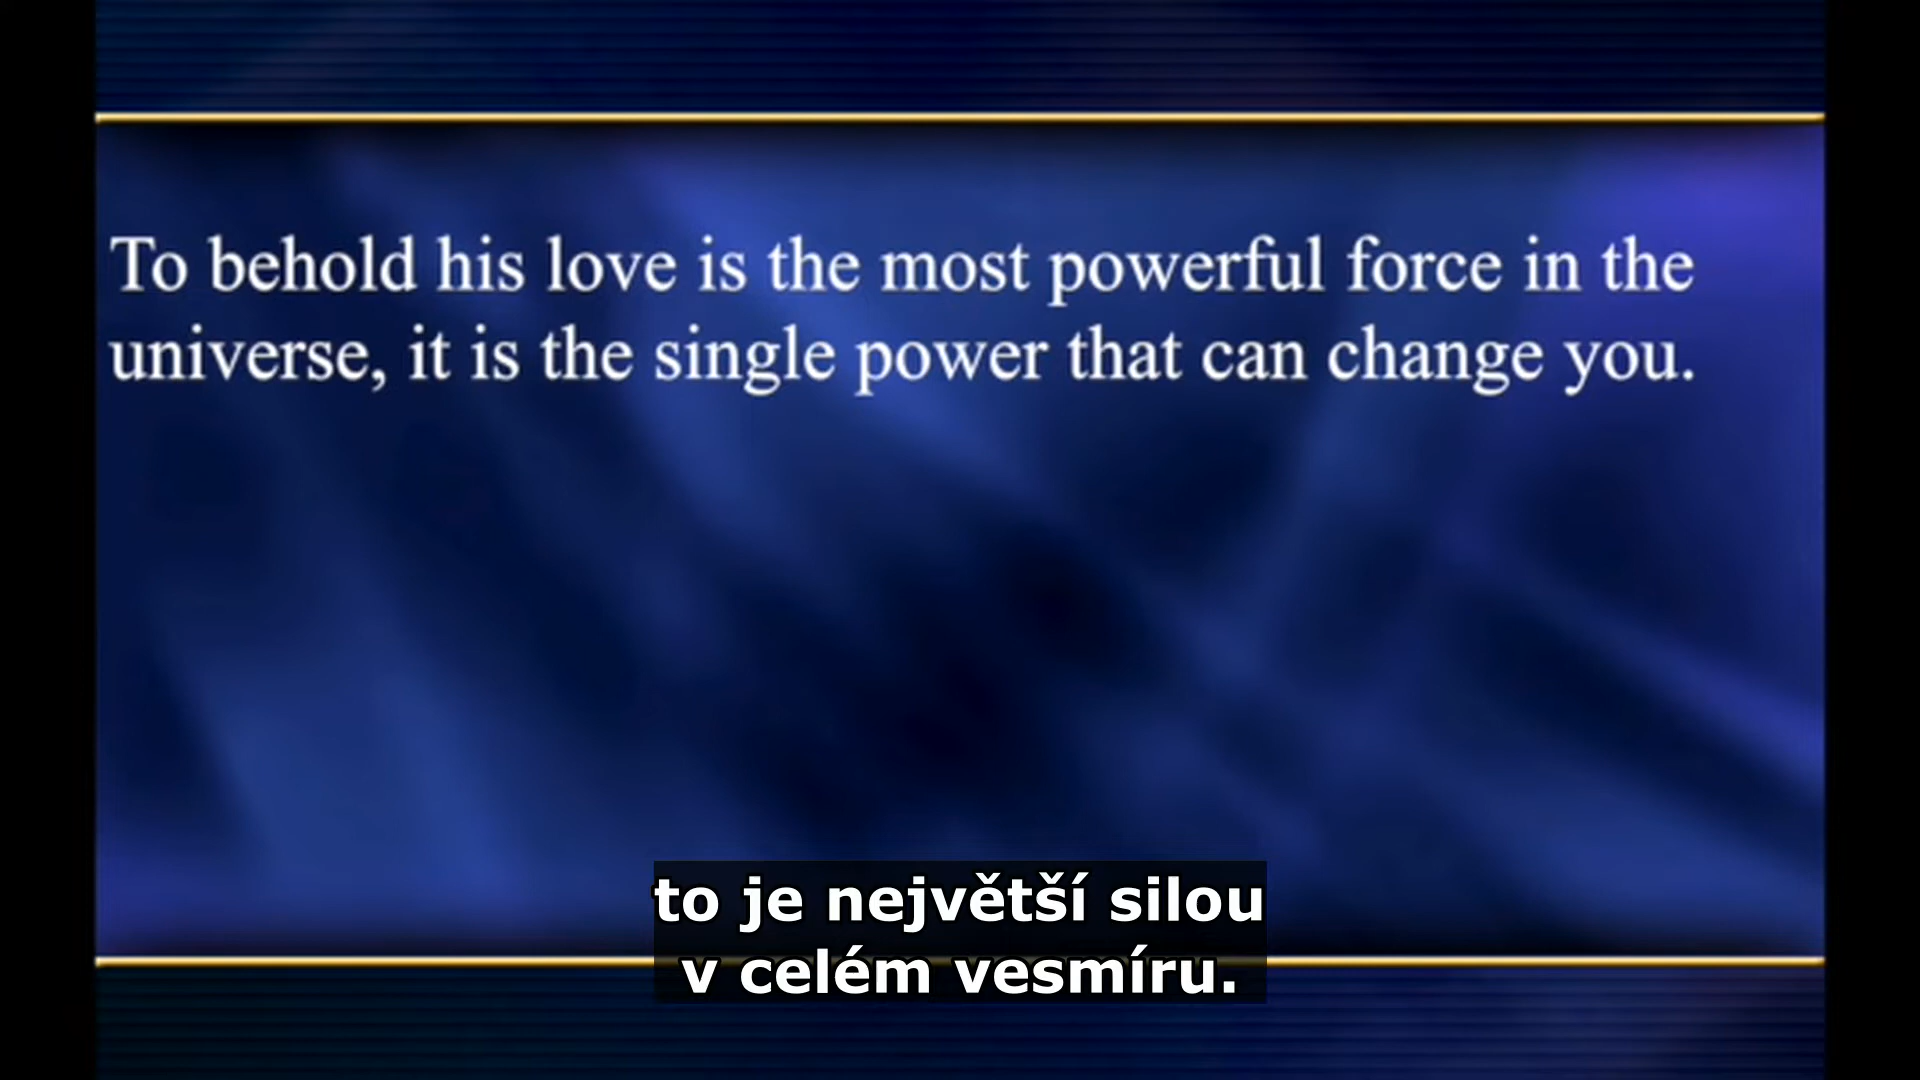 To behold his love is the most powerful force in the
universe, it is the single power that can change you.
to je největší silou
v celém vesmíru.